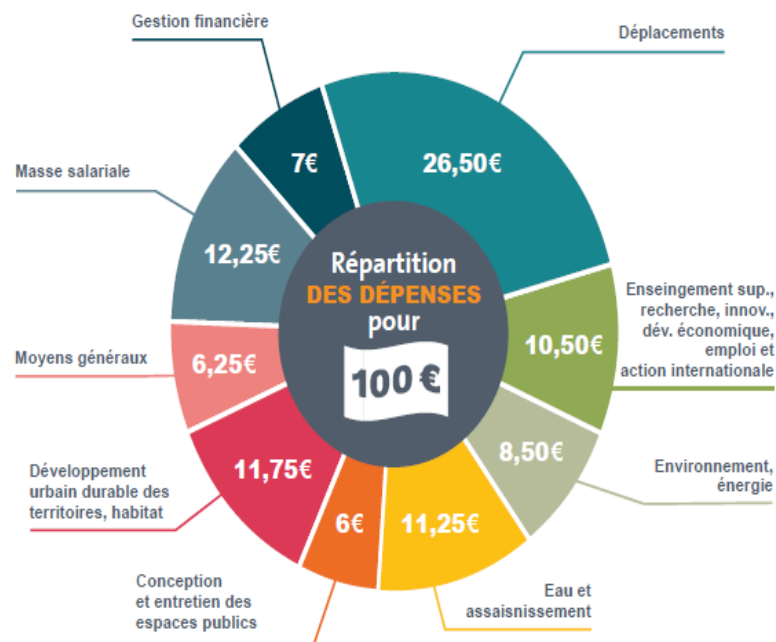 Gestion financière
7€
Déplacements
26,50€
Enseingement sup.,
recherche, innov.,
dév. économique,
emploi et
action internationale
10,50€
Environnement,
énergie
8,50€
Eau et
assaisnissement
11,25€
Conception
et entretien des
espaces publics
6€
Développement
urbain durable des
territoires, habitat
11,75€
Moyens généraux
6,25€
Masse salariale
12,25€
Répartition
DES DÉPENSES
pour
100 €